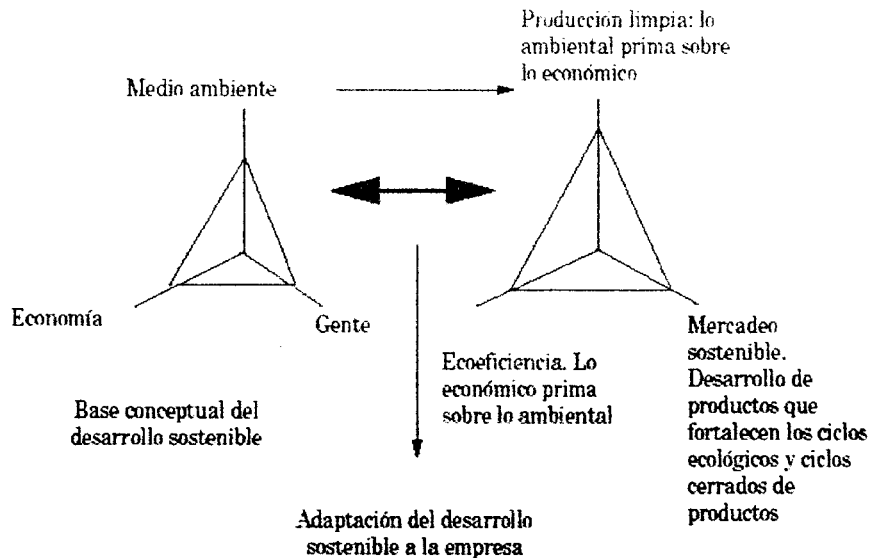 Producción limpia: lo
ambiental prima sobre
lo económico
Medio ambiente
Economía
Gente
Mercadeo
sostenible.
Desarrollo de
productos que
fortalecen los ciclos
ecológicos y ciclos
cerrados de
productos
Ecoeficiencia. Lo
económico prima
sobre lo ambiental
Base conceptual del
desarrollo sostenible
Adaptación del desarrollo
sostenible a la empresa